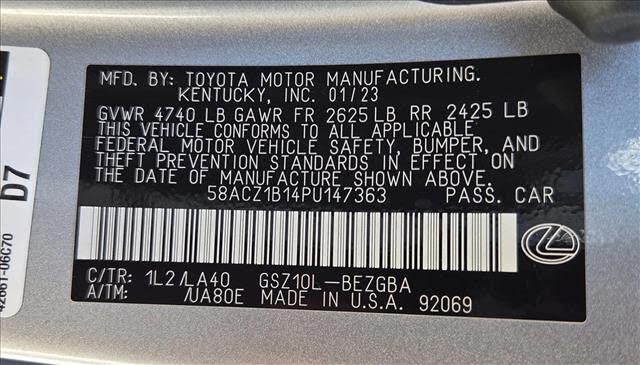 MFD. BY: TOYOTA MOTOR MANUFACTURING.
KENTUCKY, INC. 01/23
GVWR 4740 LB GAWR FR 2625 LB RR 2425 LB
THIS VEHICLE CONFORMS TO ALL APPLICABLE
FEDERAL MOTOR VEHICLE SAFETY, BUMPER, AND
THEFT PREVENTION STANDARDS IN EFFECT ON
THE DATE OF MANUFACTURE SHOWN ABOVE.
58ACZ1B14PU147363 PASS. CAR
C/TR: 1L2/LA40 GSZ10L-BEZGBA
A/TM: /UA80E MADE IN U.S.A. 92069
D7
42661-06C70